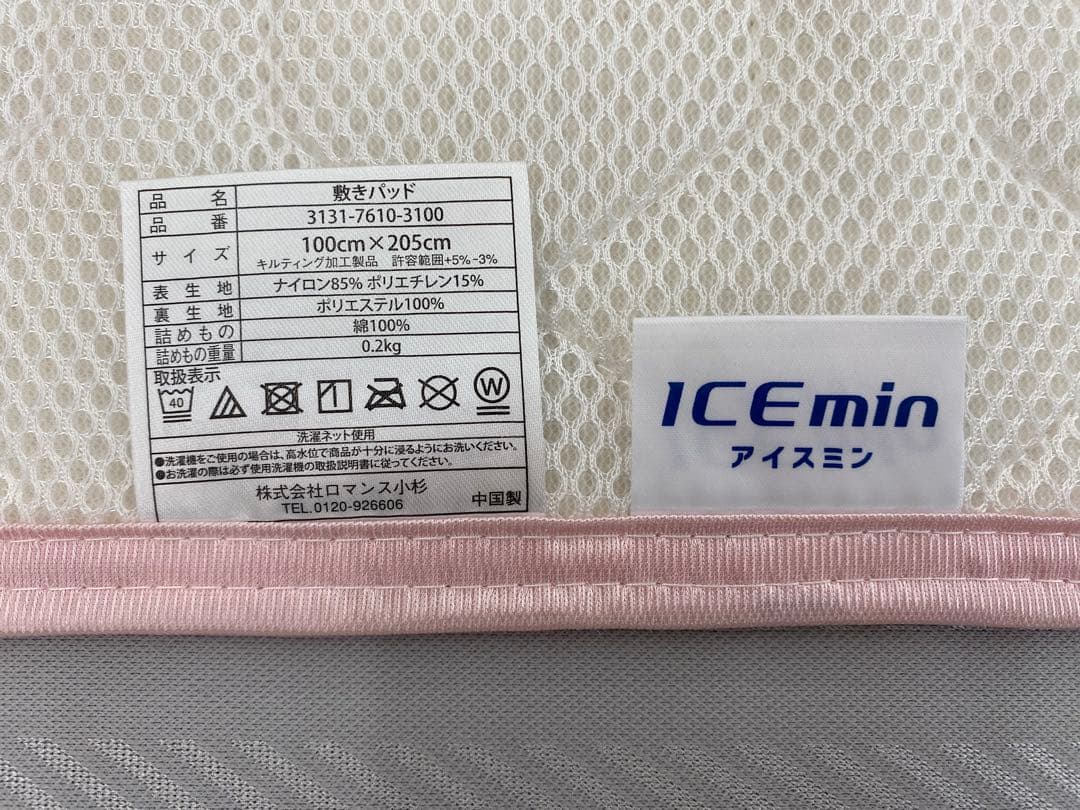 品名 敷きパッド
品番 3131-7610-3100
サイズ 100cm×205cm
キルティング加工製品 許容範囲+5%-3%
表生地 ナイロン85% ポリエチレン15%
裏生地 ポリエステル100%
詰めもの 綿100%
詰めもの重量 0.2kg
取扱表示
40
W
洗濯ネット使用
●洗濯機をご使用の場合は、高水位で商品が十分に浸るようにお洗いください。
●お洗濯の際は必ず使用洗濯機の取扱説明書に従ってください。
株式会社ロマンス小杉
TEL.0120-926606 中国製
ICEmin
アイスミン